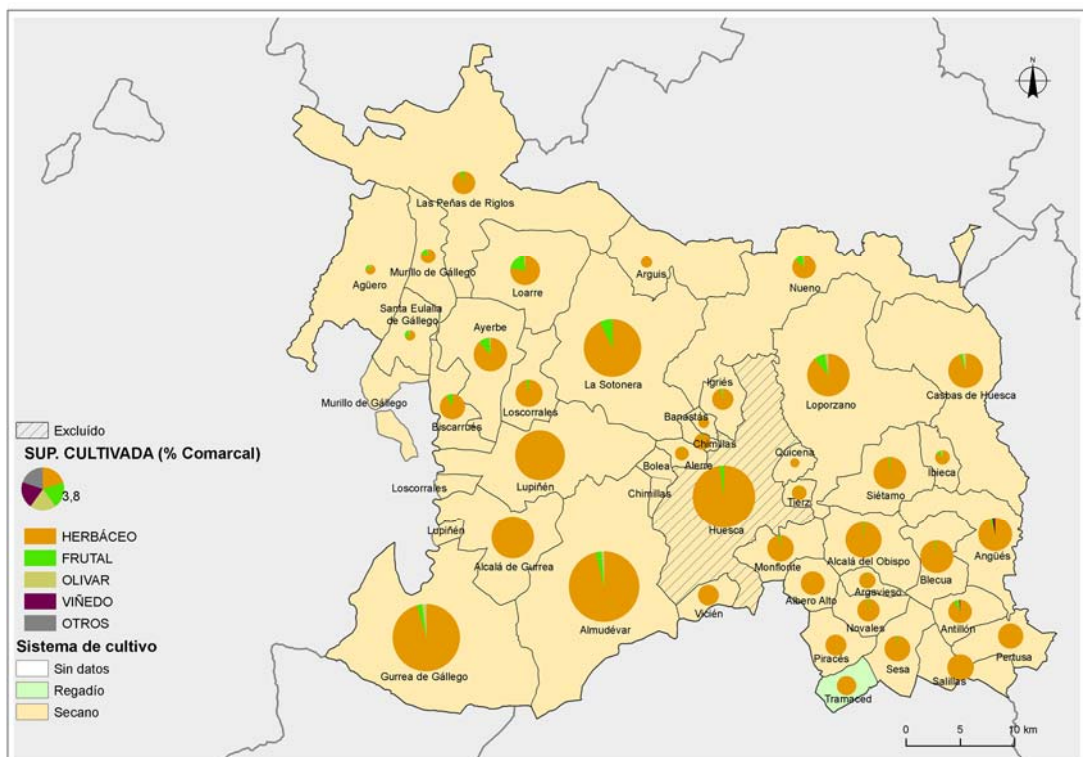 Las Peñas de Riglos
Murillo de Gállego
Agüero
Loarre
Arguis
Nueno
Santa Eulalia
de Gállego
Ayerbe
La Sotonera
Igriés
Loporzano
Casbas de Huesca
Murillo de Gállego
Biscarrués
Loscorrales
Banastás
Chimillas
Bolea
Alerre
Quicena
Ibieca
Siétamo
Loscorrales
Lupiñén
Chimillas
Huesca
Tierz
Lupiñén
Alcalá de Gurrea
Monflorite
Alcalá del Obispo
Blecua
Angüés
Almudévar
Vicién
Albero Alto
Argavieso
Novales
Antillón
Gurrea de Gállego
Piracés
Sesa
Salillas
Pertusa
Tramaced
Excluído
SUP. CULTIVADA (% Comarcal)
3,8
HERBÁCEO
FRUTAL
OLIVAR
VIÑEDO
OTROS
Sistema de cultivo
Sin datos
Regadío
Secano
0 5 10 km